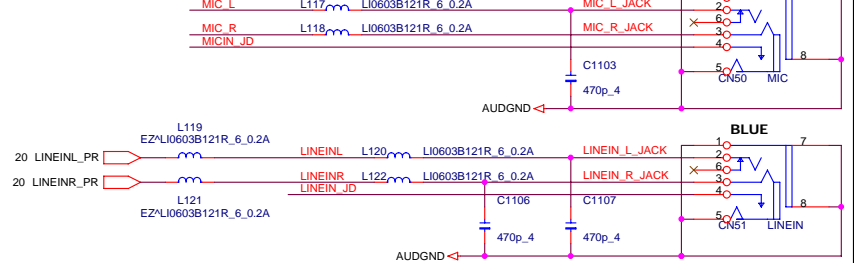 MIC_L L117 LI0603B121R_6_0.2A MIC_L_JACK 2
6
MIC_R L118 LI0603B121R_6_0.2A MIC_R_JACK 3
MICIN_JD 4
8
C1103 5
CN50 MIC
470p_4
AUDGND
BLUE
L119
EZ^LI0603B121R_6_0.2A 1 7
20 LINEINL_PR LINEINL L120 LI0603B121R_6_0.2A LINEIN_L_JACK 2
6
20 LINEINR_PR LINEINR L122 LI0603B121R_6_0.2A LINEIN_R_JACK 3
LINEIN_JD 4
L121 C1106 C1107 8
EZ^LI0603B121R_6_0.2A 5
CN51 LINEIN
470p_4 470p_4
AUDGND